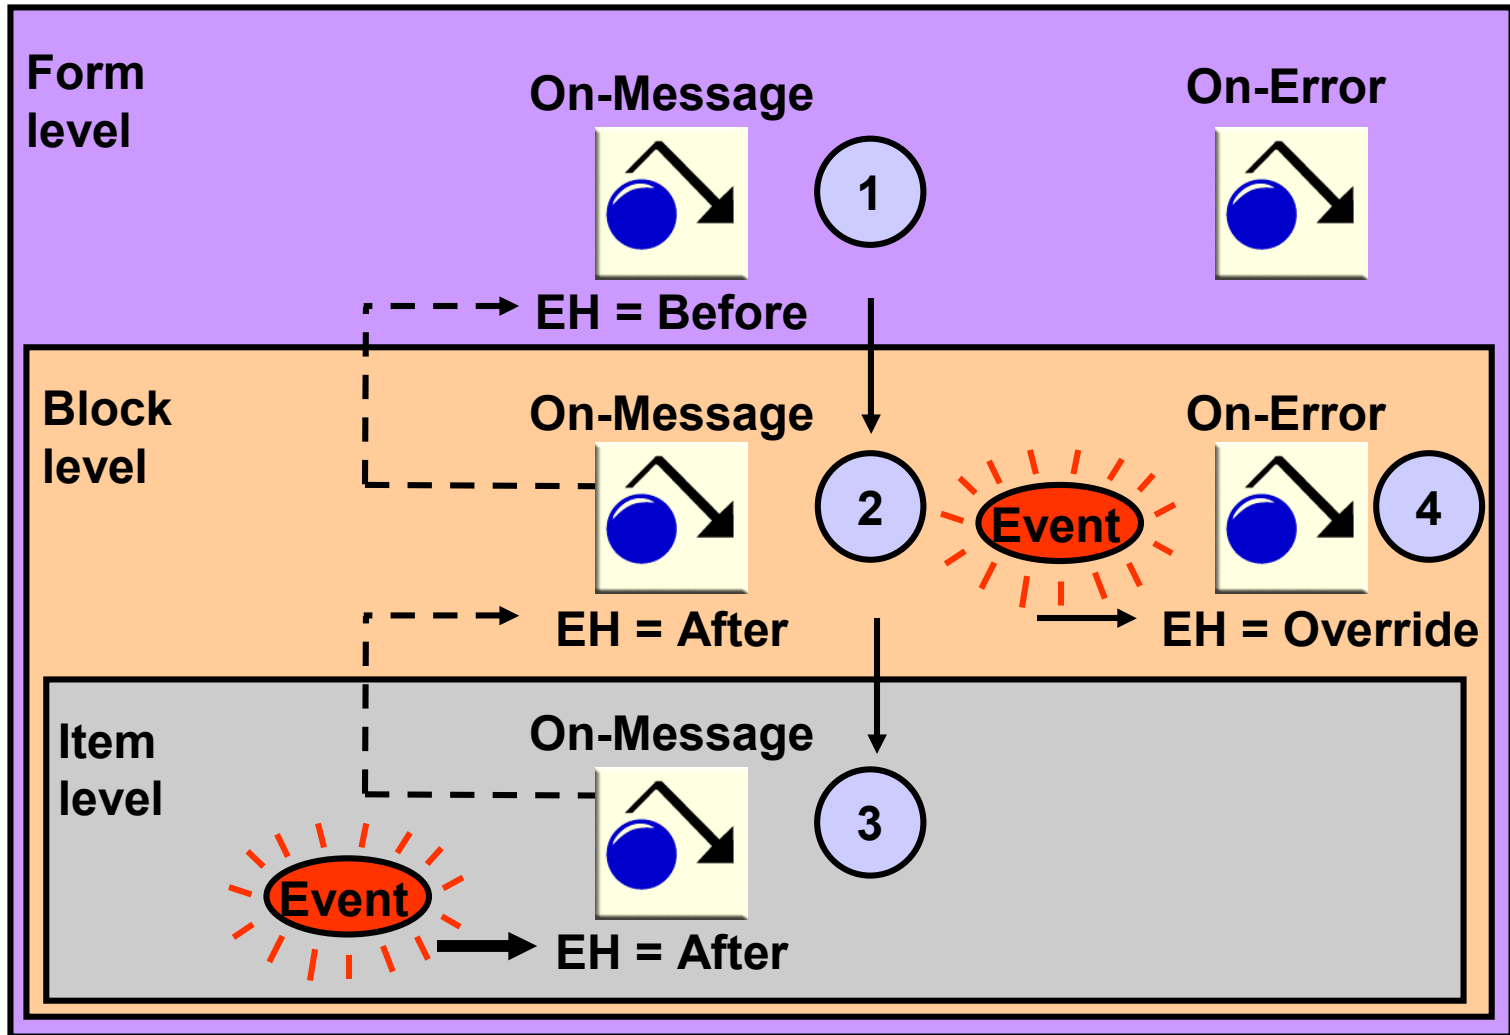 Form
level
On-Message
On-Error
1
EH = Before
Block
level
On-Message
On-Error
2
Event
4
EH = After
EH = Override
Item
level
On-Message
3
Event
EH = After